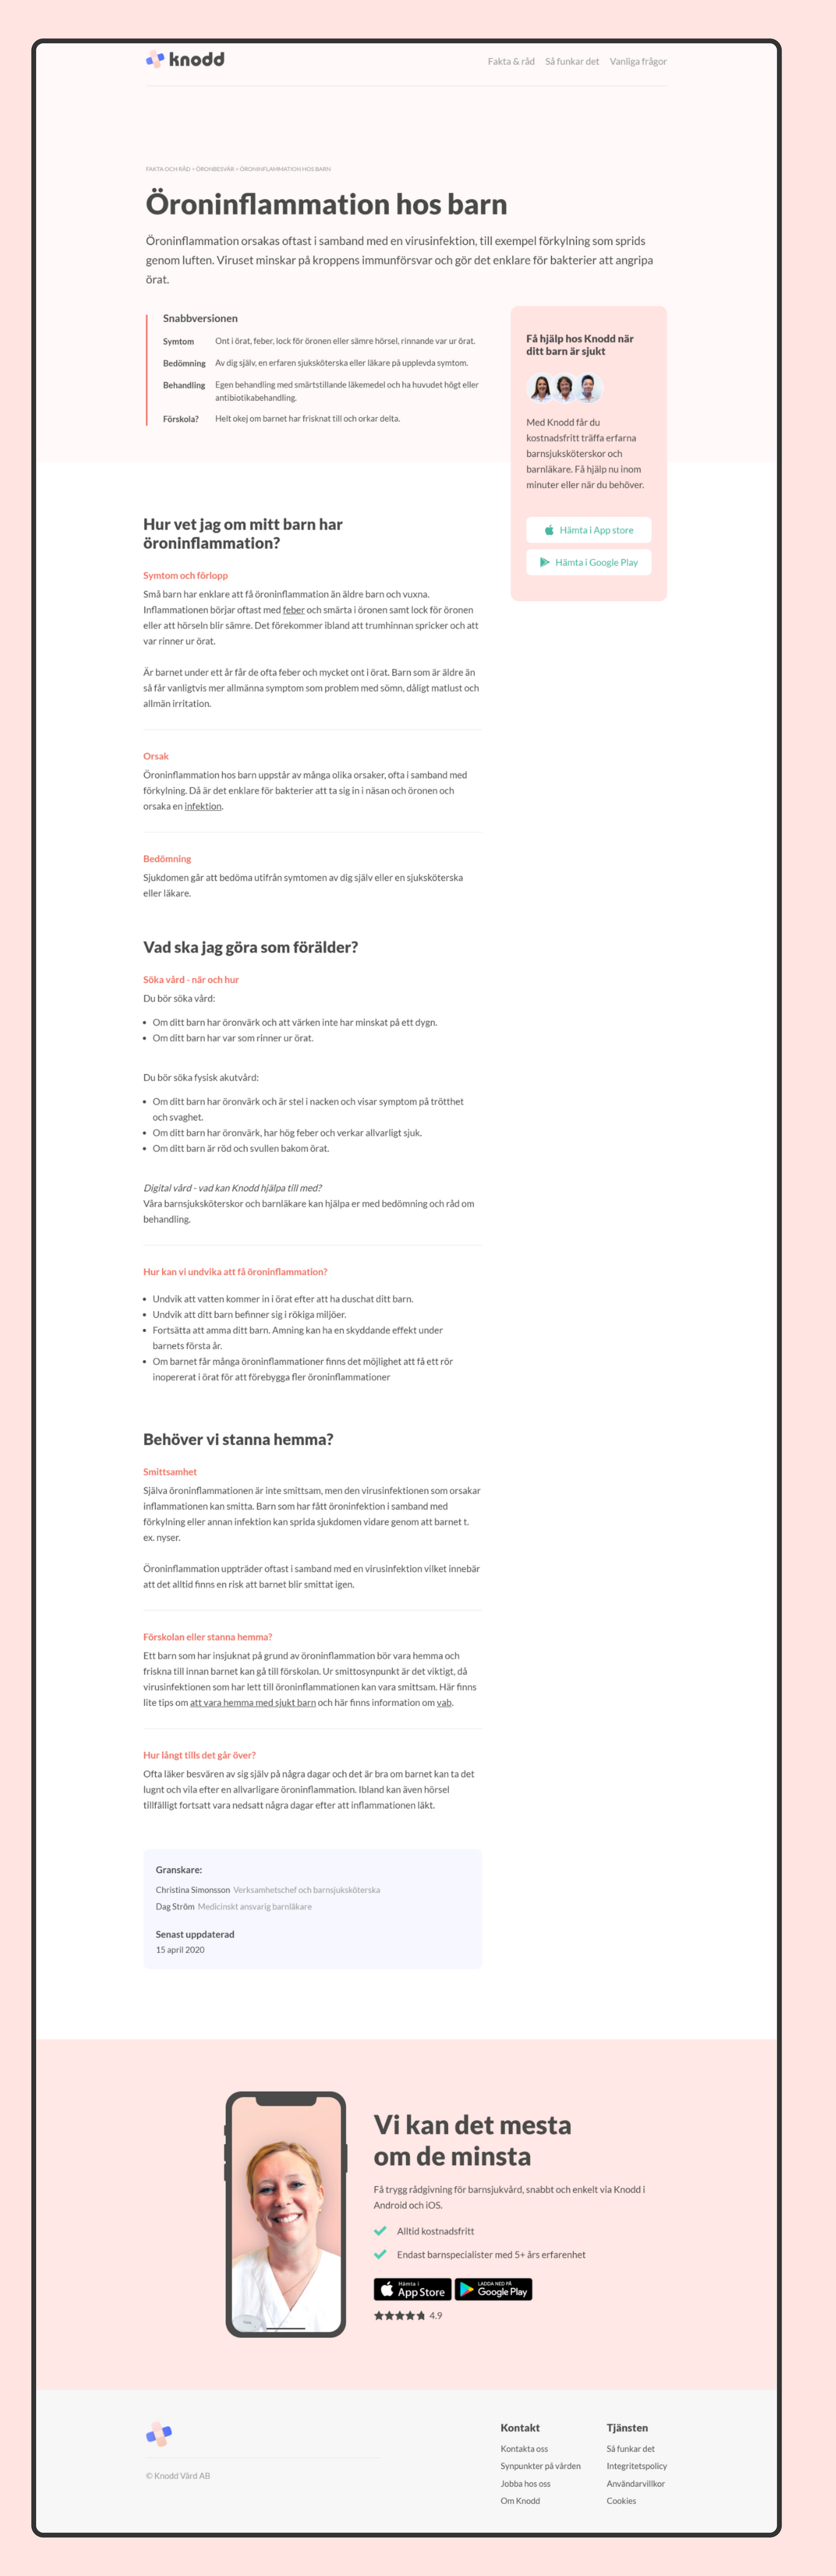 knodd
Fakta & råd Så funkar det Vanliga frågor
FAKTA OCH RÅD > ÖRONBESVÄR > ÖRONINFLAMMATION HOS BARN
Öroninflammation hos barn
Öroninflammation orsakas oftast i samband med en virusinfektion, till exempel förkylning som sprids
genom luften. Viruset minskar på kroppens immunförsvar och gör det enklare för bakterier att angripa
örat.
Snabbversionen
Symtom Ont i örat, feber, lock för öronen eller sämre hörsel, rinnande var ur örat.
Bedömning Av dig själv, en erfaren sjuksköterska eller läkare på upplevda symtom.
Behandling Egen behandling med smärtstillande läkemedel och ha huvudet högt eller
antibiotikabehandling.
Förskola? Helt okej om barnet har frisknat till och orkar delta.
Få hjälp hos Knodd när
ditt barn är sjukt
Med Knodd får du
kostnadsfritt träffa erfarna
barnsjuksköterskor och
barnläkare. Få hjälp nu inom
minuter eller när du behöver.
Hämta i App store
Hämta i Google Play
Hur vet jag om mitt barn har
öroninflammation?
Symtom och förlopp
Små barn har enklare att få öroninflammation än äldre barn och vuxna.
Inflammationen börjar oftast med feber och smärta i öronen samt lock för öronen
eller att hörseln blir sämre. Det förekommer ibland att trumhinnan spricker och att
var rinner ur örat.
Är barnet under ett år får de ofta feber och mycket ont i örat. Barn som är äldre än
så får vanligtvis mer allmänna symptom som problem med sömn, dåligt matlust och
allmän irritation.
Orsak
Öroninflammation hos barn uppstår av många olika orsaker, ofta i samband med
förkylning. Då är det enklare för bakterier att ta sig in i näsan och öronen och
orsaka en infektion.
Bedömning
Sjukdomen går att bedöma utifrån symtomen av dig själv eller en sjuksköterska
eller läkare.
Vad ska jag göra som förälder?
Söka vård - när och hur
Du bör söka vård:
• Om ditt barn har öronvärk och att värken inte har minskat på ett dygn.
• Om ditt barn har var som rinner ur örat.
Du bör söka fysisk akutvård:
• Om ditt barn har öronvärk och är stel i nacken och visar symptom på trötthet
och svaghet.
• Om ditt barn har öronvärk, har hög feber och verkar allvarligt sjuk.
• Om ditt barn är röd och svullen bakom örat.
Digital vård - vad kan Knodd hjälpa till med?
Våra barnsjuksköterskor och barnläkare kan hjälpa er med bedömning och råd om
behandling.
Hur kan vi undvika att få öroninflammation?
• Undvik att vatten kommer in i örat efter att ha duschat ditt barn.
• Undvik att ditt barn befinner sig i rökiga miljöer.
• Fortsätta att amma ditt barn. Amning kan ha en skyddande effekt under
barnets första år.
• Om barnet får många öroninflammationer finns det möjlighet att få ett rör
inopererat i örat för att förebygga fler öroninflammationer
Behöver vi stanna hemma?
Smittsamhet
Själva öroninflammationen är inte smittsam, men den virusinfektionen som orsakar
inflammationen kan smitta. Barn som har fått öroninfektion i samband med
förkylning eller annan infektion kan sprida sjukdomen vidare genom att barnet t.
ex. nyser.
Öroninflammation uppträder oftast i samband med en virusinfektion vilket innebär
att det alltid finns en risk att barnet blir smittat igen.
Förskolan eller stanna hemma?
Ett barn som har insjuknat på grund av öroninflammation bör vara hemma och
friskna till innan barnet kan gå till förskolan. Ur smittosynpunkt är det viktigt, då
virusinfektionen som har lett till öroninflammationen kan vara smittsam. Här finns
lite tips om att vara hemma med sjukt barn och här finns information om vab.
Hur långt tills det går över?
Ofta läker besvären av sig själv på några dagar och det är bra om barnet kan ta det
lugnt och vila efter en allvarligare öroninflammation. Ibland kan även hörsel
tillfälligt fortsatt vara nedsatt några dagar efter att inflammationen läkt.
Granskare:
Christina Simonsson Verksamhetschef och barnsjuksköterska
Dag Ström Medicinskt ansvarig barnläkare
Senast uppdaterad
15 april 2020
Vi kan det mesta
om de minsta
Få trygg rådgivning för barnsjukvård, snabbt och enkelt via Knodd i
Android och iOS.
Alltid kostnadsfritt
Endast barnspecialister med 5+ års erfarenhet
Hämta i
App Store
LADDA NED PÅ
Google Play
4.9
© Knodd Vård AB
Kontakt
Kontakta oss
Synpunkter på vården
Jobba hos oss
Om Knodd
Tjänsten
Så funkar det
Integritetspolicy
Användarvillkor
Cookies